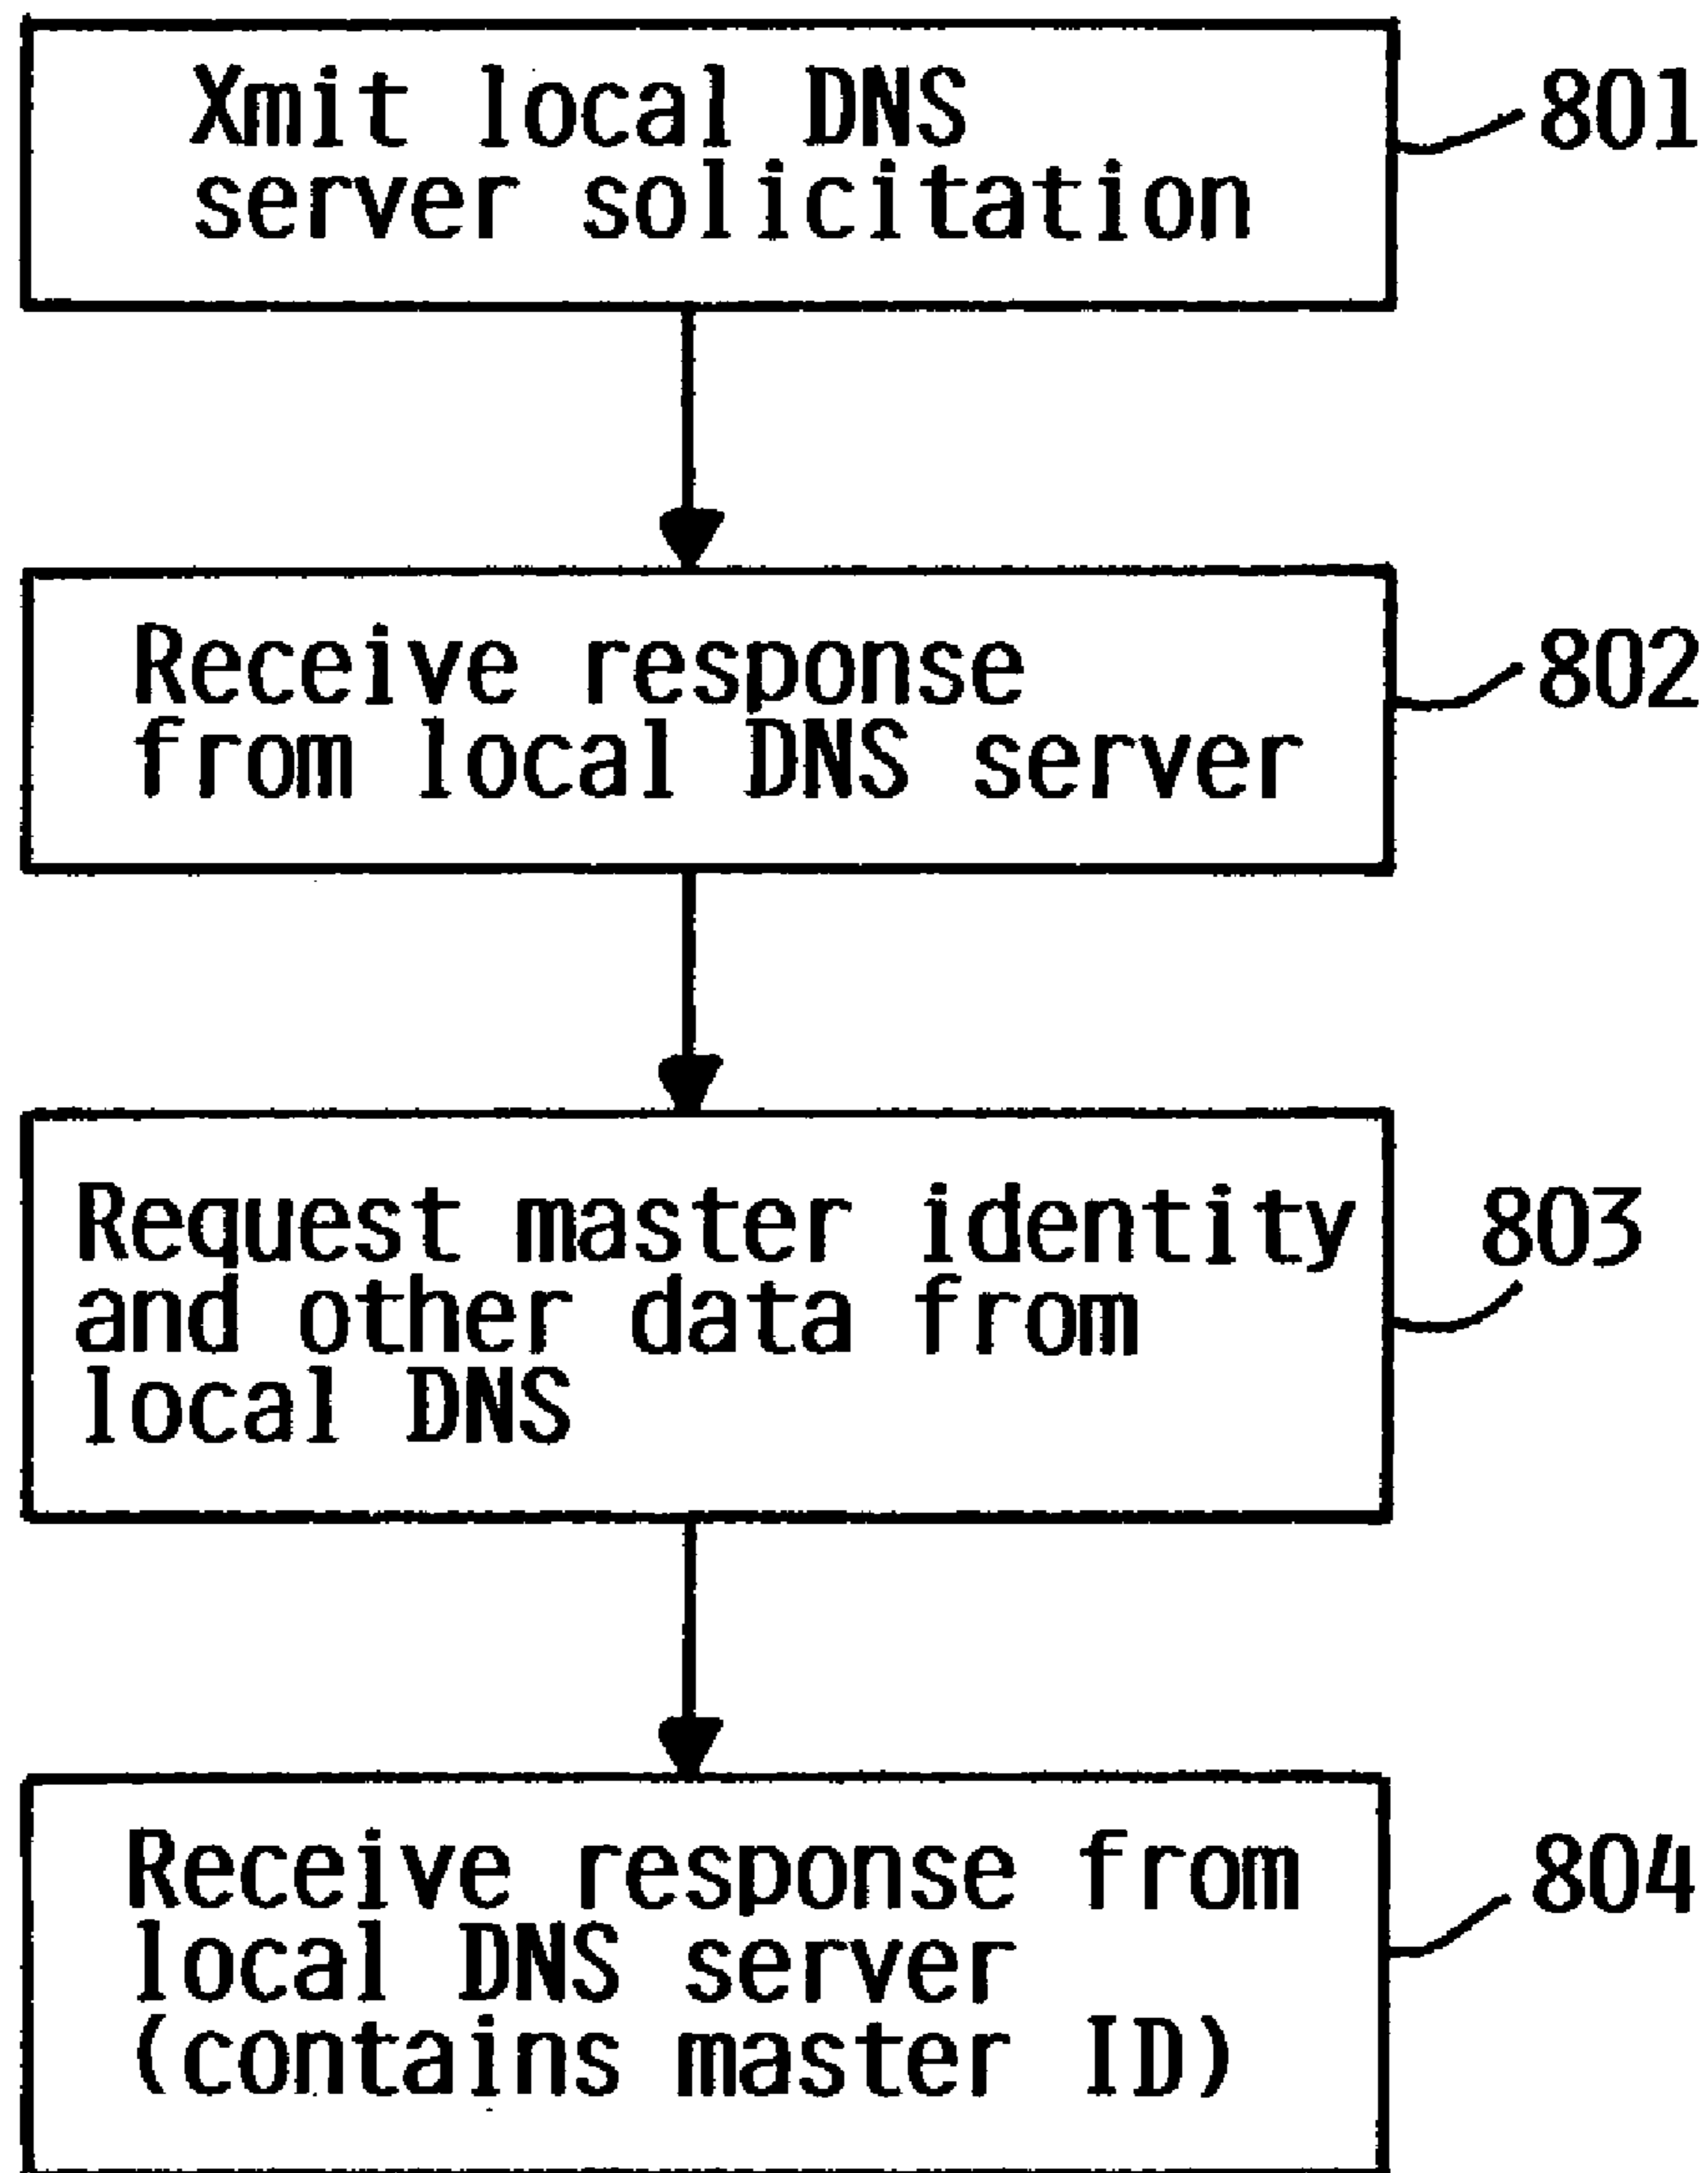 Xmit local DNS
server solicitation
801
Receive response
from local DNS server
802
Request master identity
and other data from
local DNS
803
Receive response from
local DNS server
(contains master ID)
804